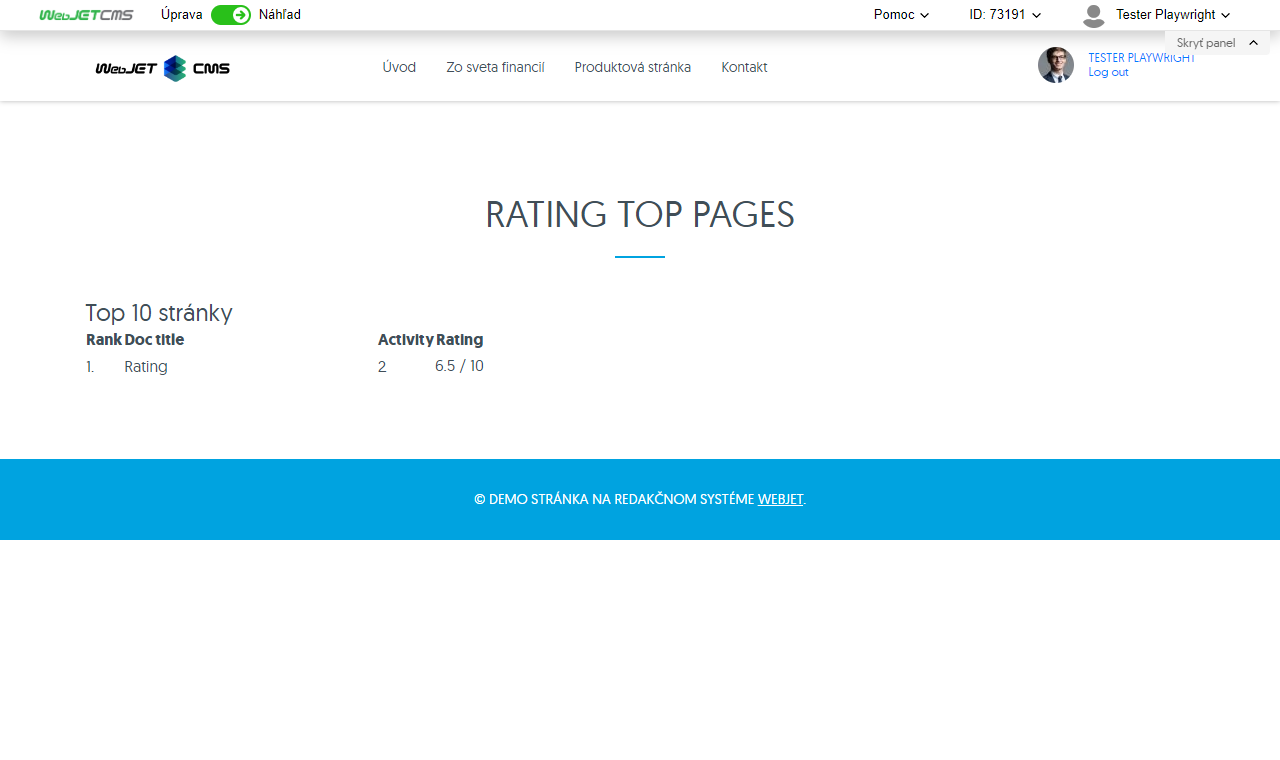 WebJETCMS Úprava Náhľad Pomoc ID: 73191 Tester Playwright
Skryť panel
WebJET CMS Úvod Zo sveta financií Produktová stránka Kontakt TESTER PLAYWRIGHT
Log out
RATING TOP PAGES
Top 10 stránky
Rank Doc title Activity Rating
1. Rating 2 6.5 / 10
© DEMO STRÁNKA NA REDAKČNOM SYSTÉME WEBJET.